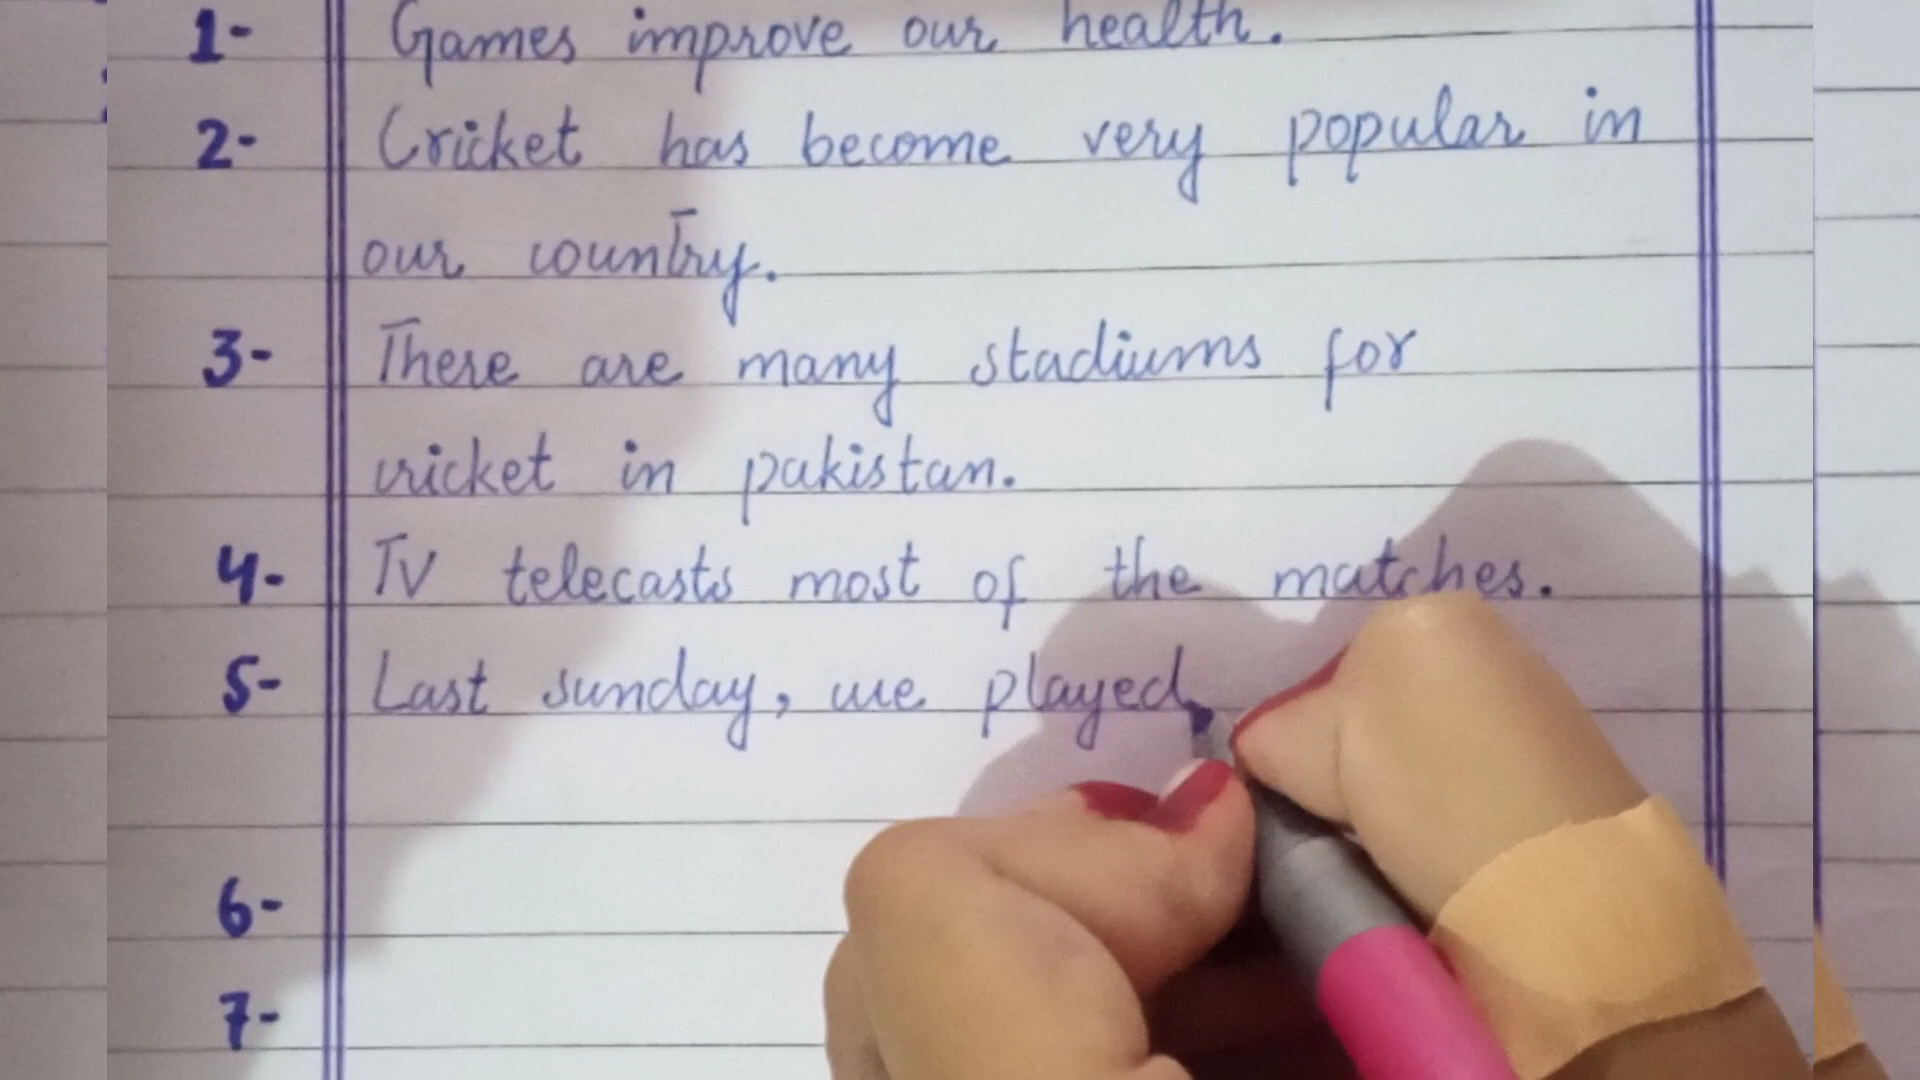 1- Games improve our health.
2- Cricket has become very popular in
our country.
3- There are many stadiums for
cricket in pakistan.
4- TV telecasts most of the matches.
5- Last sunday, we played
6-
7-